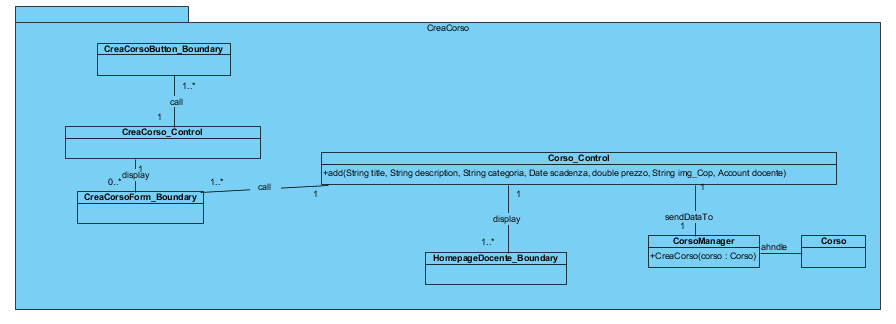 CreaCorso
CreaCorsoButton_Boundary
1..*
call
1
CreaCorso_Control
1
display
0..*
CreaCorsoForm_Boundary
1..*
call
1
Corso_Control
+add(String title, String description, String categoria, Date scadenza, double prezzo, String img_Cop, Account docente)
1
display
1..*
HomepageDocente_Boundary
1
sendDataTo
1
CorsoManager
+CreaCorso(corso : Corso)
ahndle
Corso